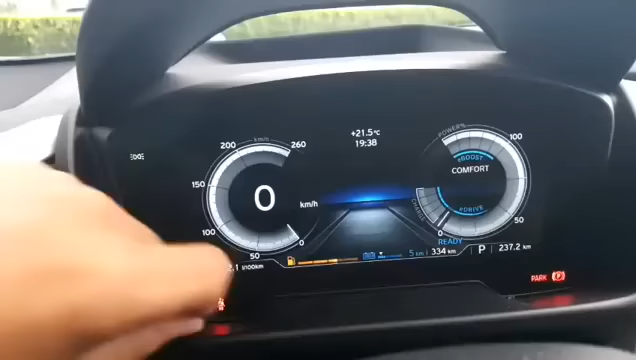 +21.5°C
19:38
km/h
200
260
150
100
50
0
0
km/h
POWER%
100
eBOOST
COMFORT
CHARGE
eDRIVE
50
0
READY
5 km
334 km
P
237.2 km
l/100km
PARK